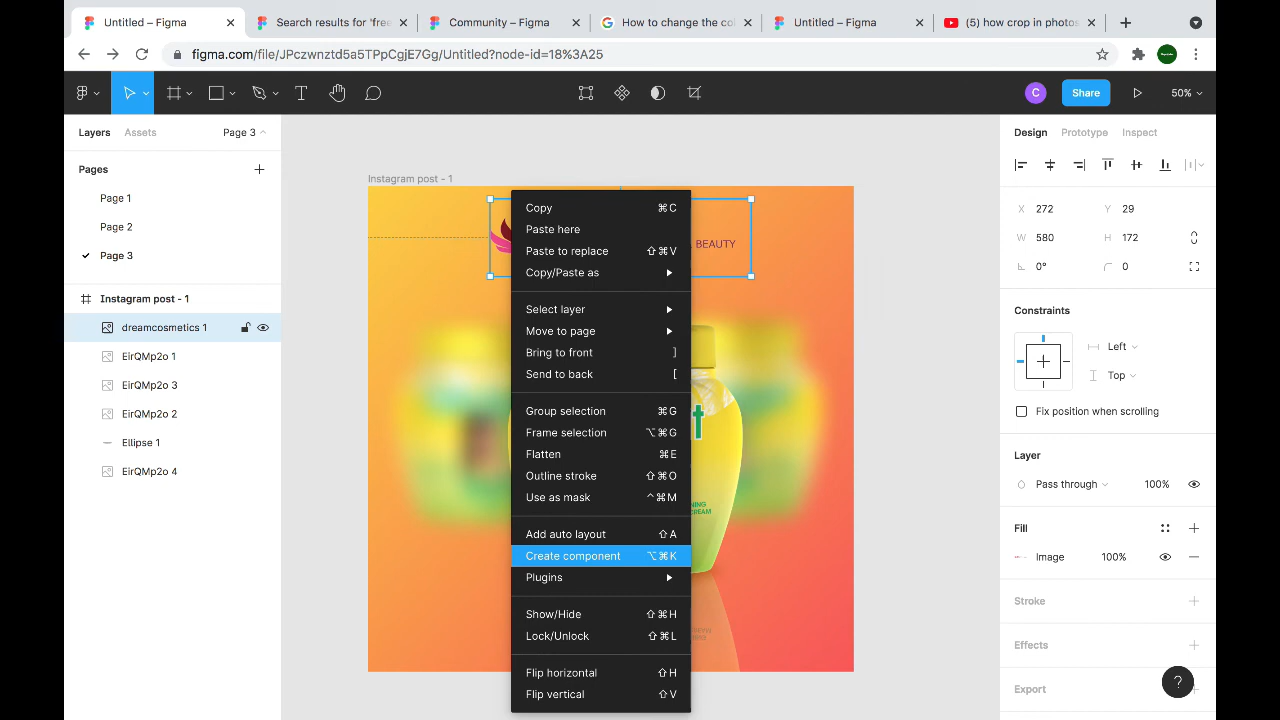 Untitled – Figma
Search results for 'free
Community – Figma
How to change the col
Untitled – Figma
(5) how crop in photos
figma.com/file/JPczwnztd5a5TPpCgjE7Gg/Untitled?node-id=18%3A25
C
Share
50%
Layers
Assets
Page 3
Pages
Page 1
Page 2
Page 3
Instagram post - 1
dreamcosmetics 1
EirQMp2o 1
EirQMp2o 3
EirQMp2o 2
Ellipse 1
EirQMp2o 4
Instagram post - 1
BEAUTY
Copy ⌘C
Paste here
Paste to replace ⇧⌘V
Copy/Paste as
Select layer
Move to page
Bring to front ]
Send to back [
Group selection ⌘G
Frame selection ⌥⌘G
Flatten ⌘E
Outline stroke ⇧⌘O
Use as mask ^⌘M
Add auto layout ⇧A
Create component ⌥⌘K
Plugins
Show/Hide ⇧⌘H
Lock/Unlock ⇧⌘L
Flip horizontal ⇧H
Flip vertical ⇧V
t
NING
CREAM
Design
Prototype
Inspect
X 272
Y 29
W 580
H 172
0°
0
Constraints
Left
Top
Fix position when scrolling
Layer
Pass through 100%
Fill
Image 100%
Stroke
Effects
Export
?